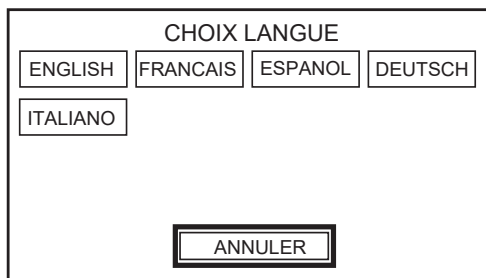 CHOIX LANGUE
ENGLISH FRANCAIS ESPANOL DEUTSCH
ITALIANO
ANNULER